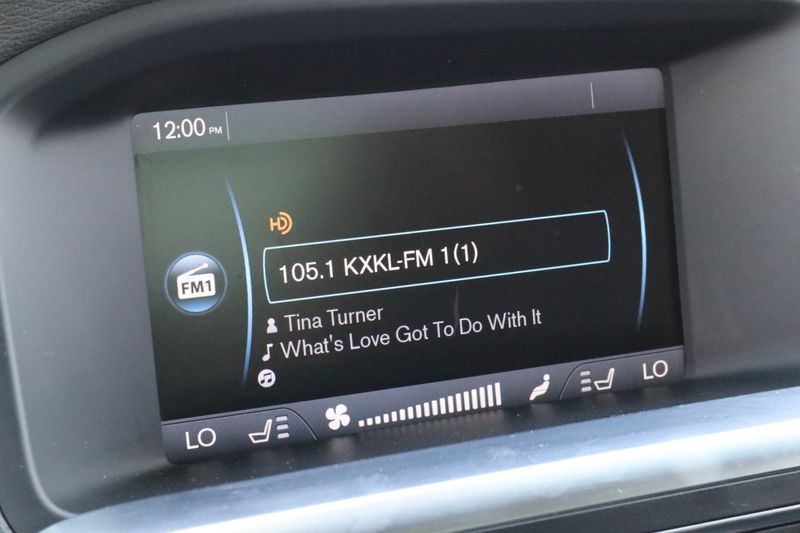 12:00 PM
HD
105.1 KXKL-FM 1(1)
FM1
Tina Turner
What's Love Got To Do With It
LO
LO